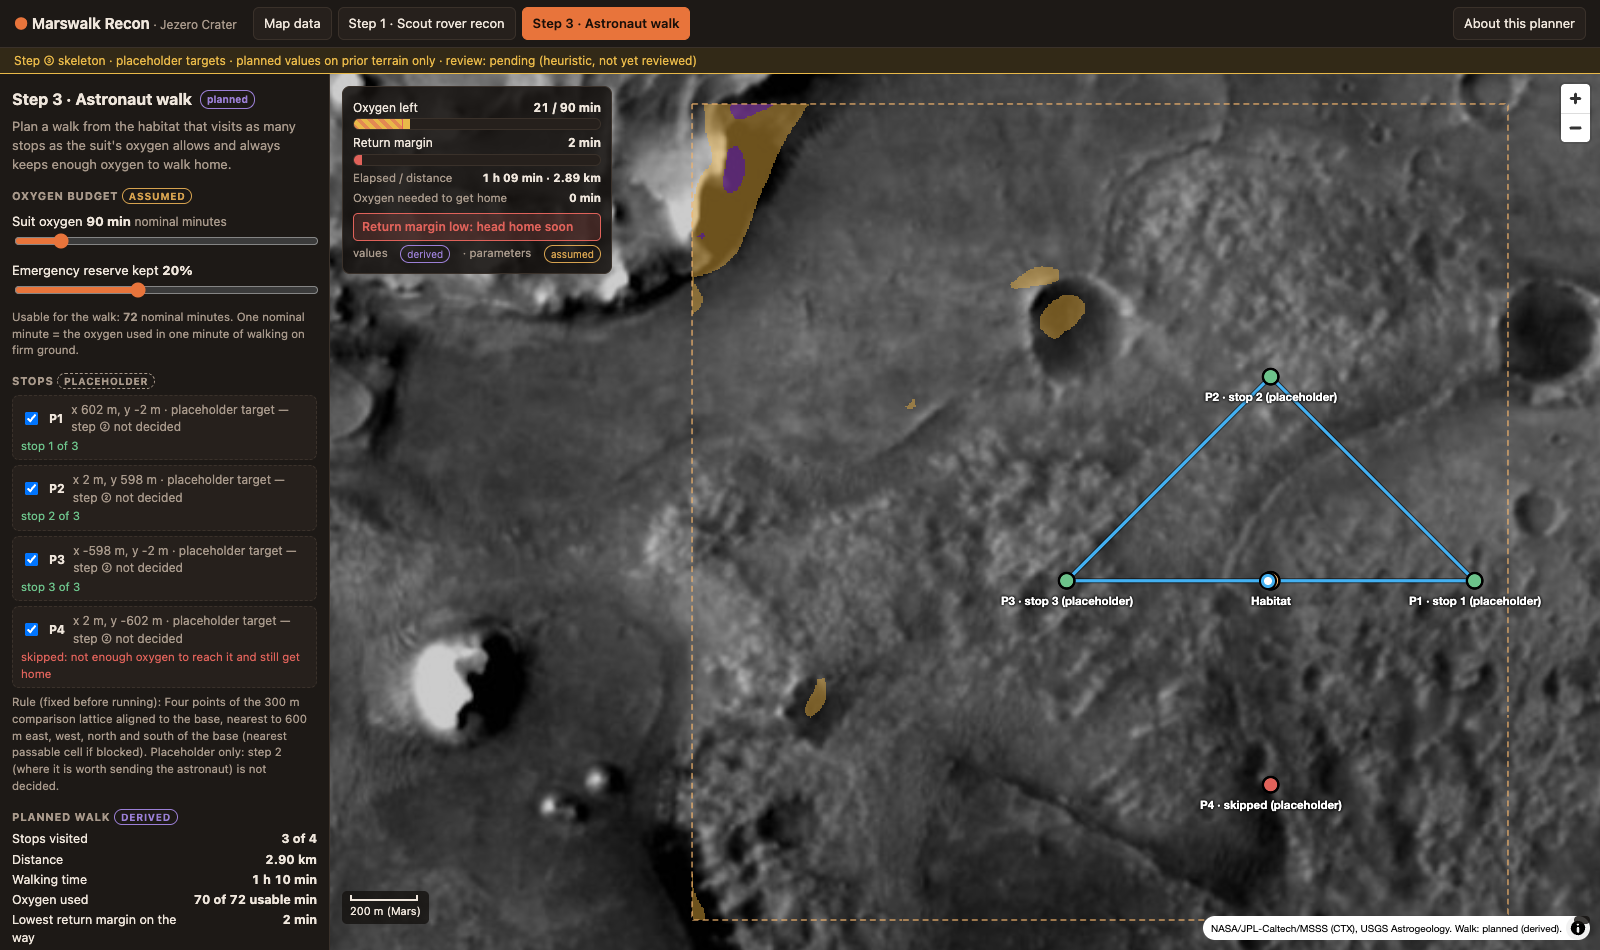 Marswalk Recon · Jezero Crater
Map data
Step 1 · Scout rover recon
Step 3 · Astronaut walk
About this planner
Step ③ skeleton · placeholder targets · planned values on prior terrain only · review: pending (heuristic, not yet reviewed)
Step 3 · Astronaut walk planned
Plan a walk from the habitat that visits as many
stops as the suit's oxygen allows and always
keeps enough oxygen to walk home.
OXYGEN BUDGET ASSUMED
Suit oxygen 90 min nominal minutes
Emergency reserve kept 20%
Usable for the walk: 72 nominal minutes. One nominal
minute = the oxygen used in one minute of walking on
firm ground.
STOPS PLACEHOLDER
P1 x 602 m, y -2 m · placeholder target —
step ② not decided
stop 1 of 3
P2 x 2 m, y 598 m · placeholder target —
step ② not decided
stop 2 of 3
P3 x -598 m, y -2 m · placeholder target —
step ② not decided
stop 3 of 3
P4 x 2 m, y -602 m · placeholder target —
step ② not decided
skipped: not enough oxygen to reach it and still get
home
Rule (fixed before running): Four points of the 300 m
comparison lattice aligned to the base, nearest to 600
m east, west, north and south of the base (nearest
passable cell if blocked). Placeholder only: step 2
(where it is worth sending the astronaut) is not
decided.
PLANNED WALK DERIVED
Stops visited 3 of 4
Distance 2.90 km
Walking time 1 h 10 min
Oxygen used 70 of 72 usable min
Lowest return margin on the
way 2 min
Oxygen left 21 / 90 min
Return margin 2 min
Elapsed / distance 1 h 09 min · 2.89 km
Oxygen needed to get home 0 min
Return margin low: head home soon
values derived · parameters assumed
+
−
P2 · stop 2 (placeholder)
P3 · stop 3 (placeholder)
Habitat
P1 · stop 1 (placeholder)
P4 · skipped (placeholder)
200 m (Mars)
NASA/JPL-Caltech/MSSS (CTX), USGS Astrogeology. Walk: planned (derived).